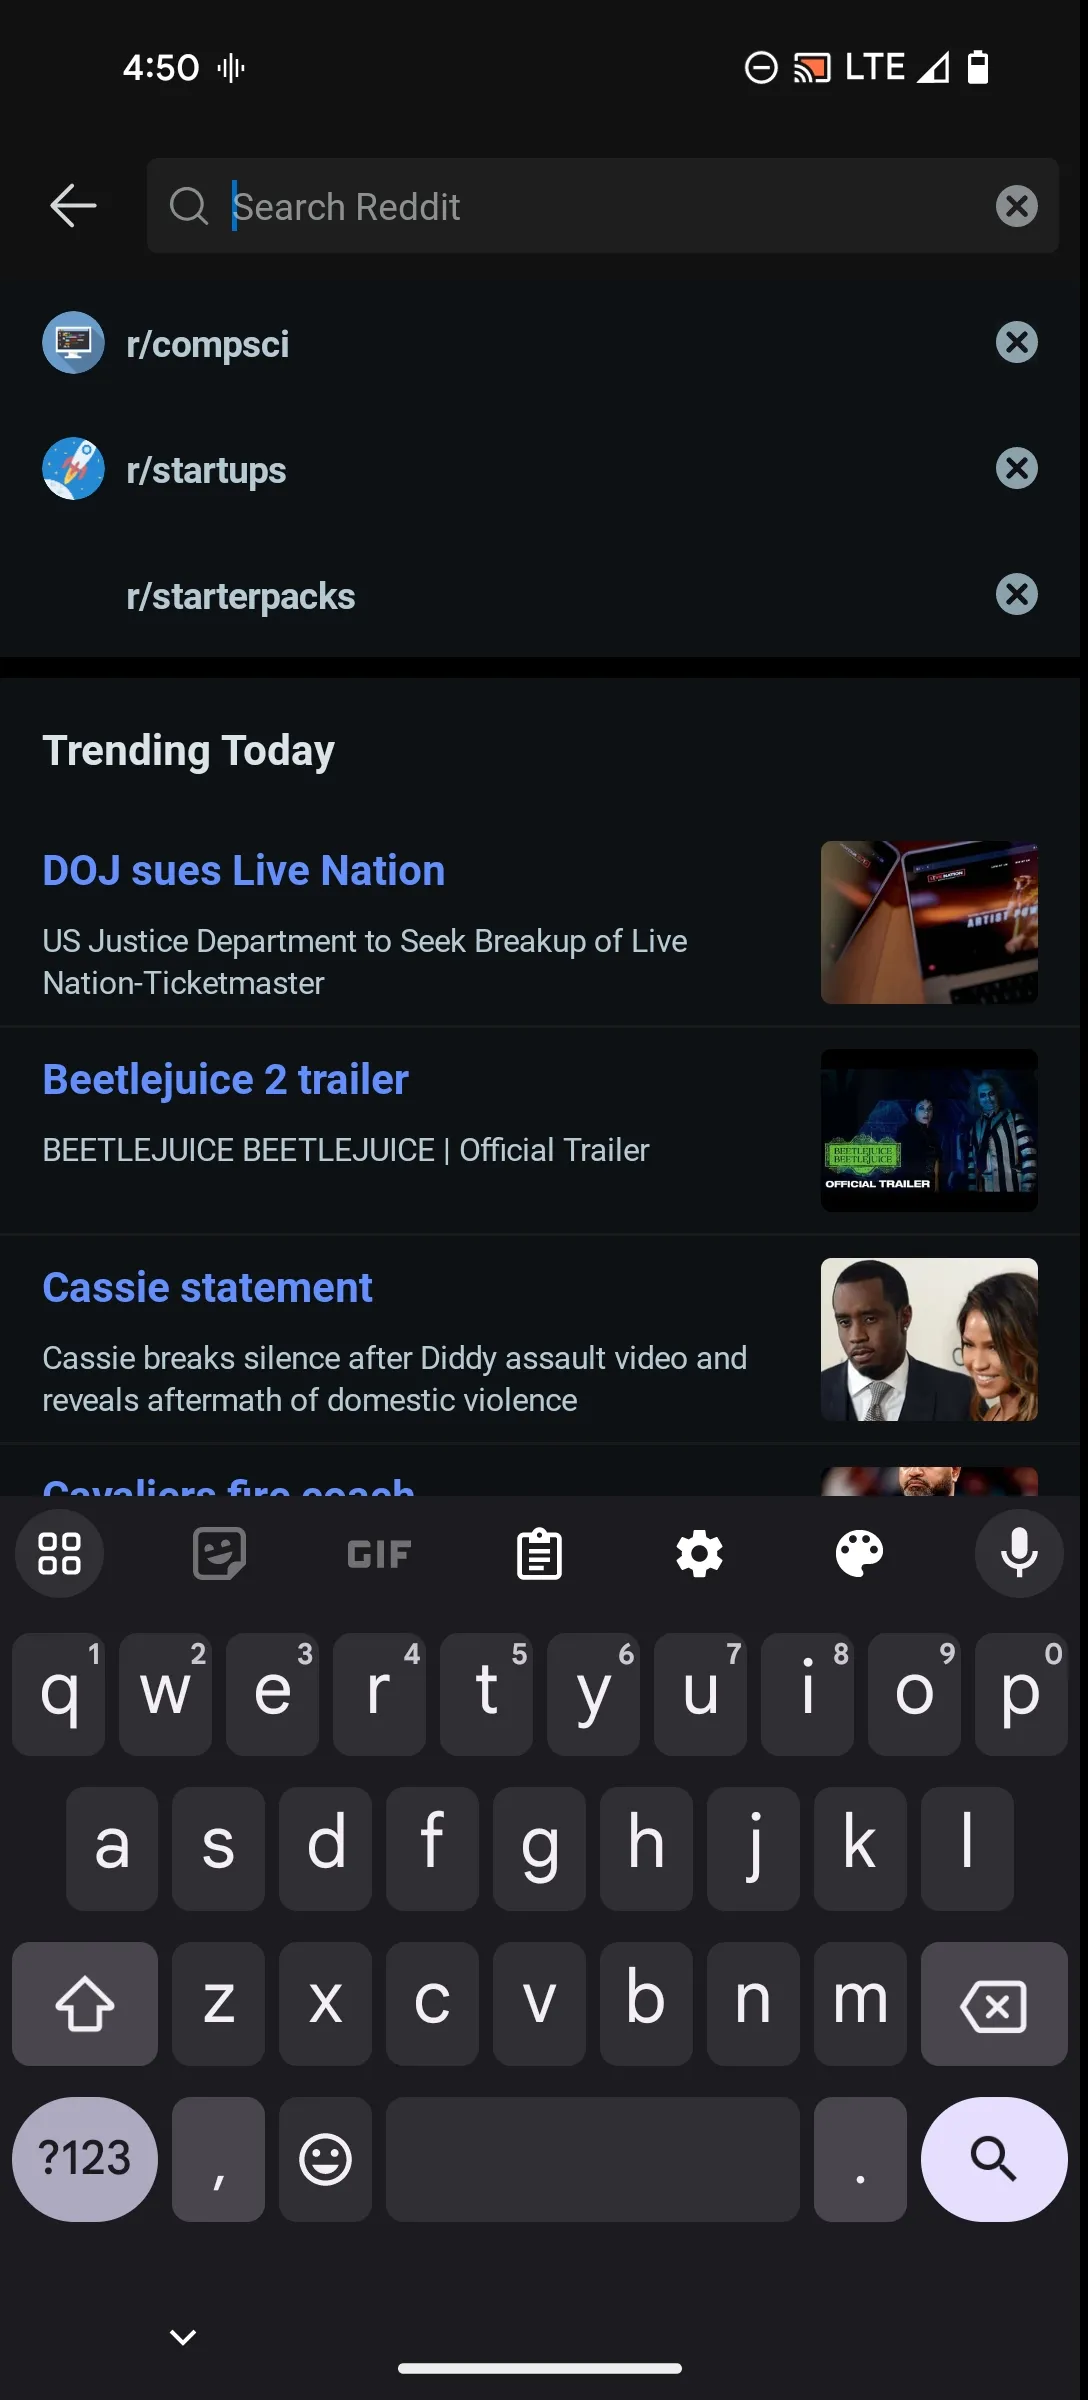 4:50 LTE
Search Reddit
r/compsci
r/startups
r/starterpacks
Trending Today
DOJ sues Live Nation
US Justice Department to Seek Breakup of Live
Nation-Ticketmaster
Beetlejuice 2 trailer
BEETLEJUICE BEETLEJUICE | Official Trailer
BEETLEJUICE
BEETLEJUICE
OFFICIAL TRAILER
Cassie statement
Cassie breaks silence after Diddy assault video and
reveals aftermath of domestic violence
Cavaliers fire coach
GIF
1 2 3 4 5 6 7 8 9 0
q w e r t y u i o p
a s d f g h j k l
z x c v b n m
?123 , .